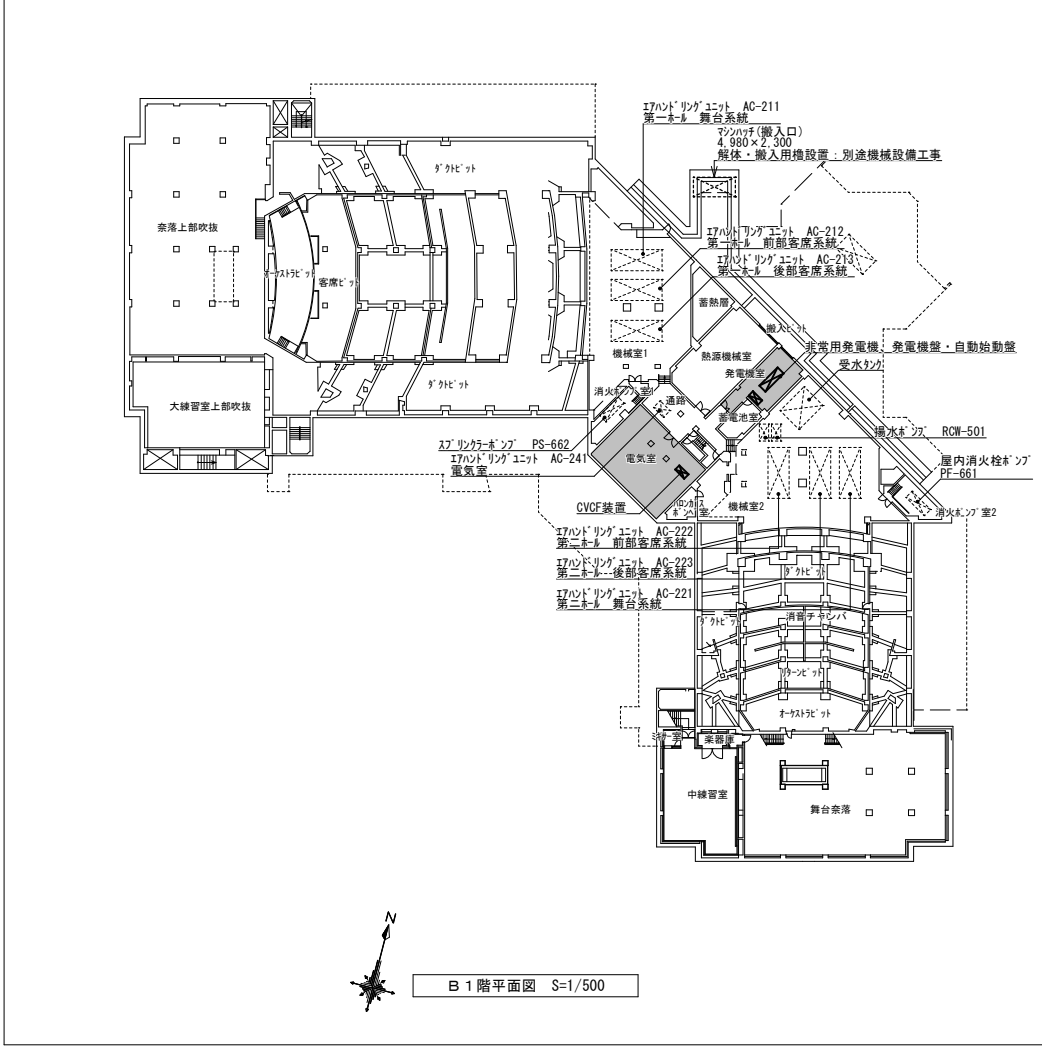 エアハンドリングユニット AC-211
第一ホール 舞台系統
マシンハッチ(搬入口)
4,980×2,300
解体・搬入用櫓設置：別途機械設備工事
ダクトピット
奈落上部吹抜
エアハンドリングユニット AC-212
第一ホール 前部客席系統
エアハンドリングユニット AC-213
第一ホール 後部客席系統
オーケストラピット
客席ピット
蓄熱層
搬入ピット
機械室1
熱源機械室
非常用発電機、発電機盤・自動始動盤
発電機室
受水タンク
ダクトピット
消火ポンプ室1
通路
大練習室上部吹抜
蓄電池室
揚水ポンプ RCW-501
スプリンクラーポンプ PS-662
エアハンドリングユニット AC-241
電気室
電気室
屋内消火栓ポンプ
PF-661
CVCF装置
ハロンガス
ボンベ室
機械室2
消火ポンプ室2
エアハンドリングユニット AC-222
第二ホール 前部客席系統
エアハンドリングユニット AC-223
第二ホール 後部客席系統
ダクトピット
エアハンドリングユニット AC-221
第二ホール 舞台系統
消音チャンバ
ダクトピット
リターンピット
オーケストラピット
ミキサー室
楽器庫
中練習室
舞台奈落
N
B1階平面図 S=1/500